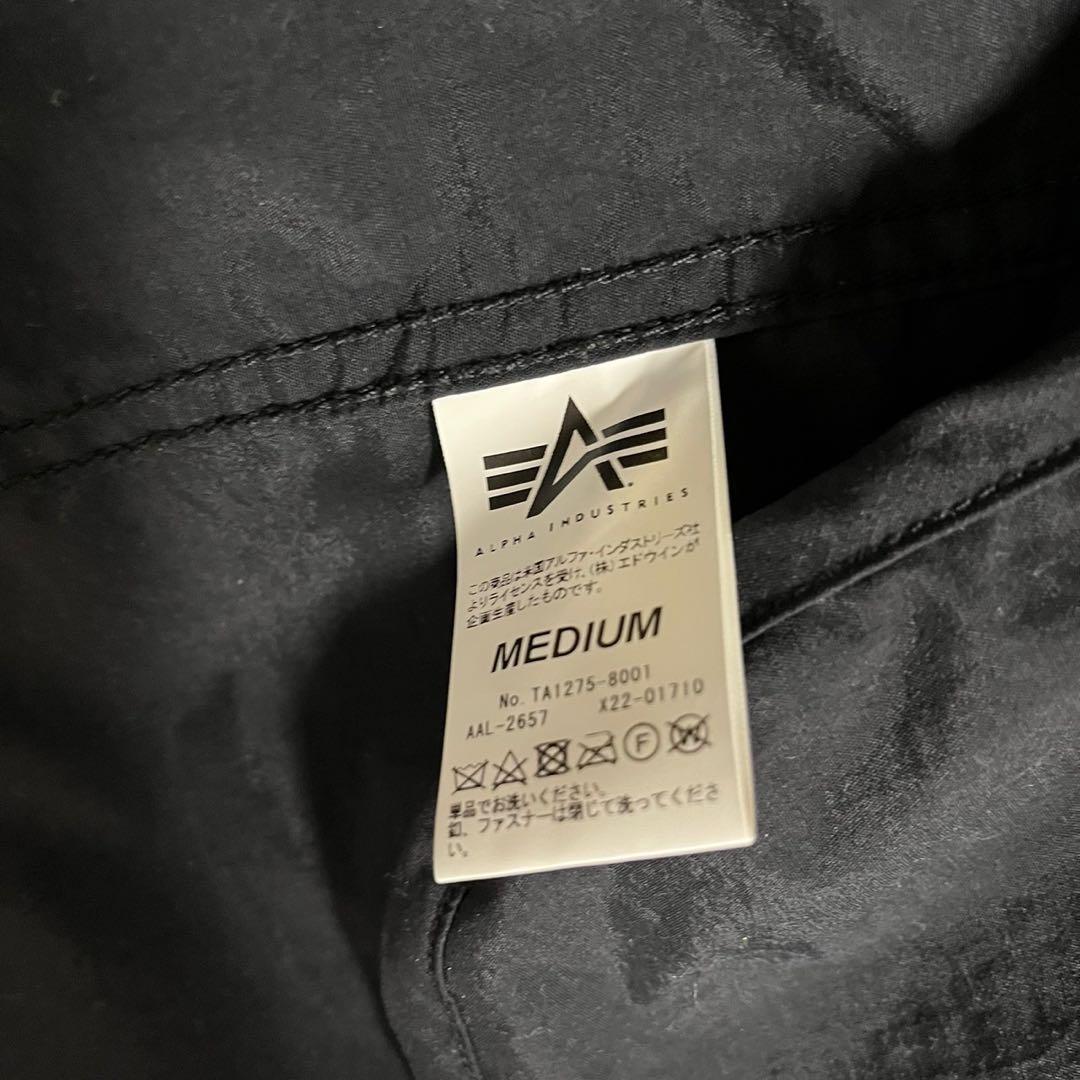 ALPHA INDUSTRIES
この商品は米国アルファ・インダストリーズ社
よりライセンスを受け、(株)エドウインが
企画生産したものです。
MEDIUM
No. TA1275-8001
AAL-2657 X22-01710
F W
単品でお洗いください。
釦、ファスナーは閉じて洗ってくださ
い。